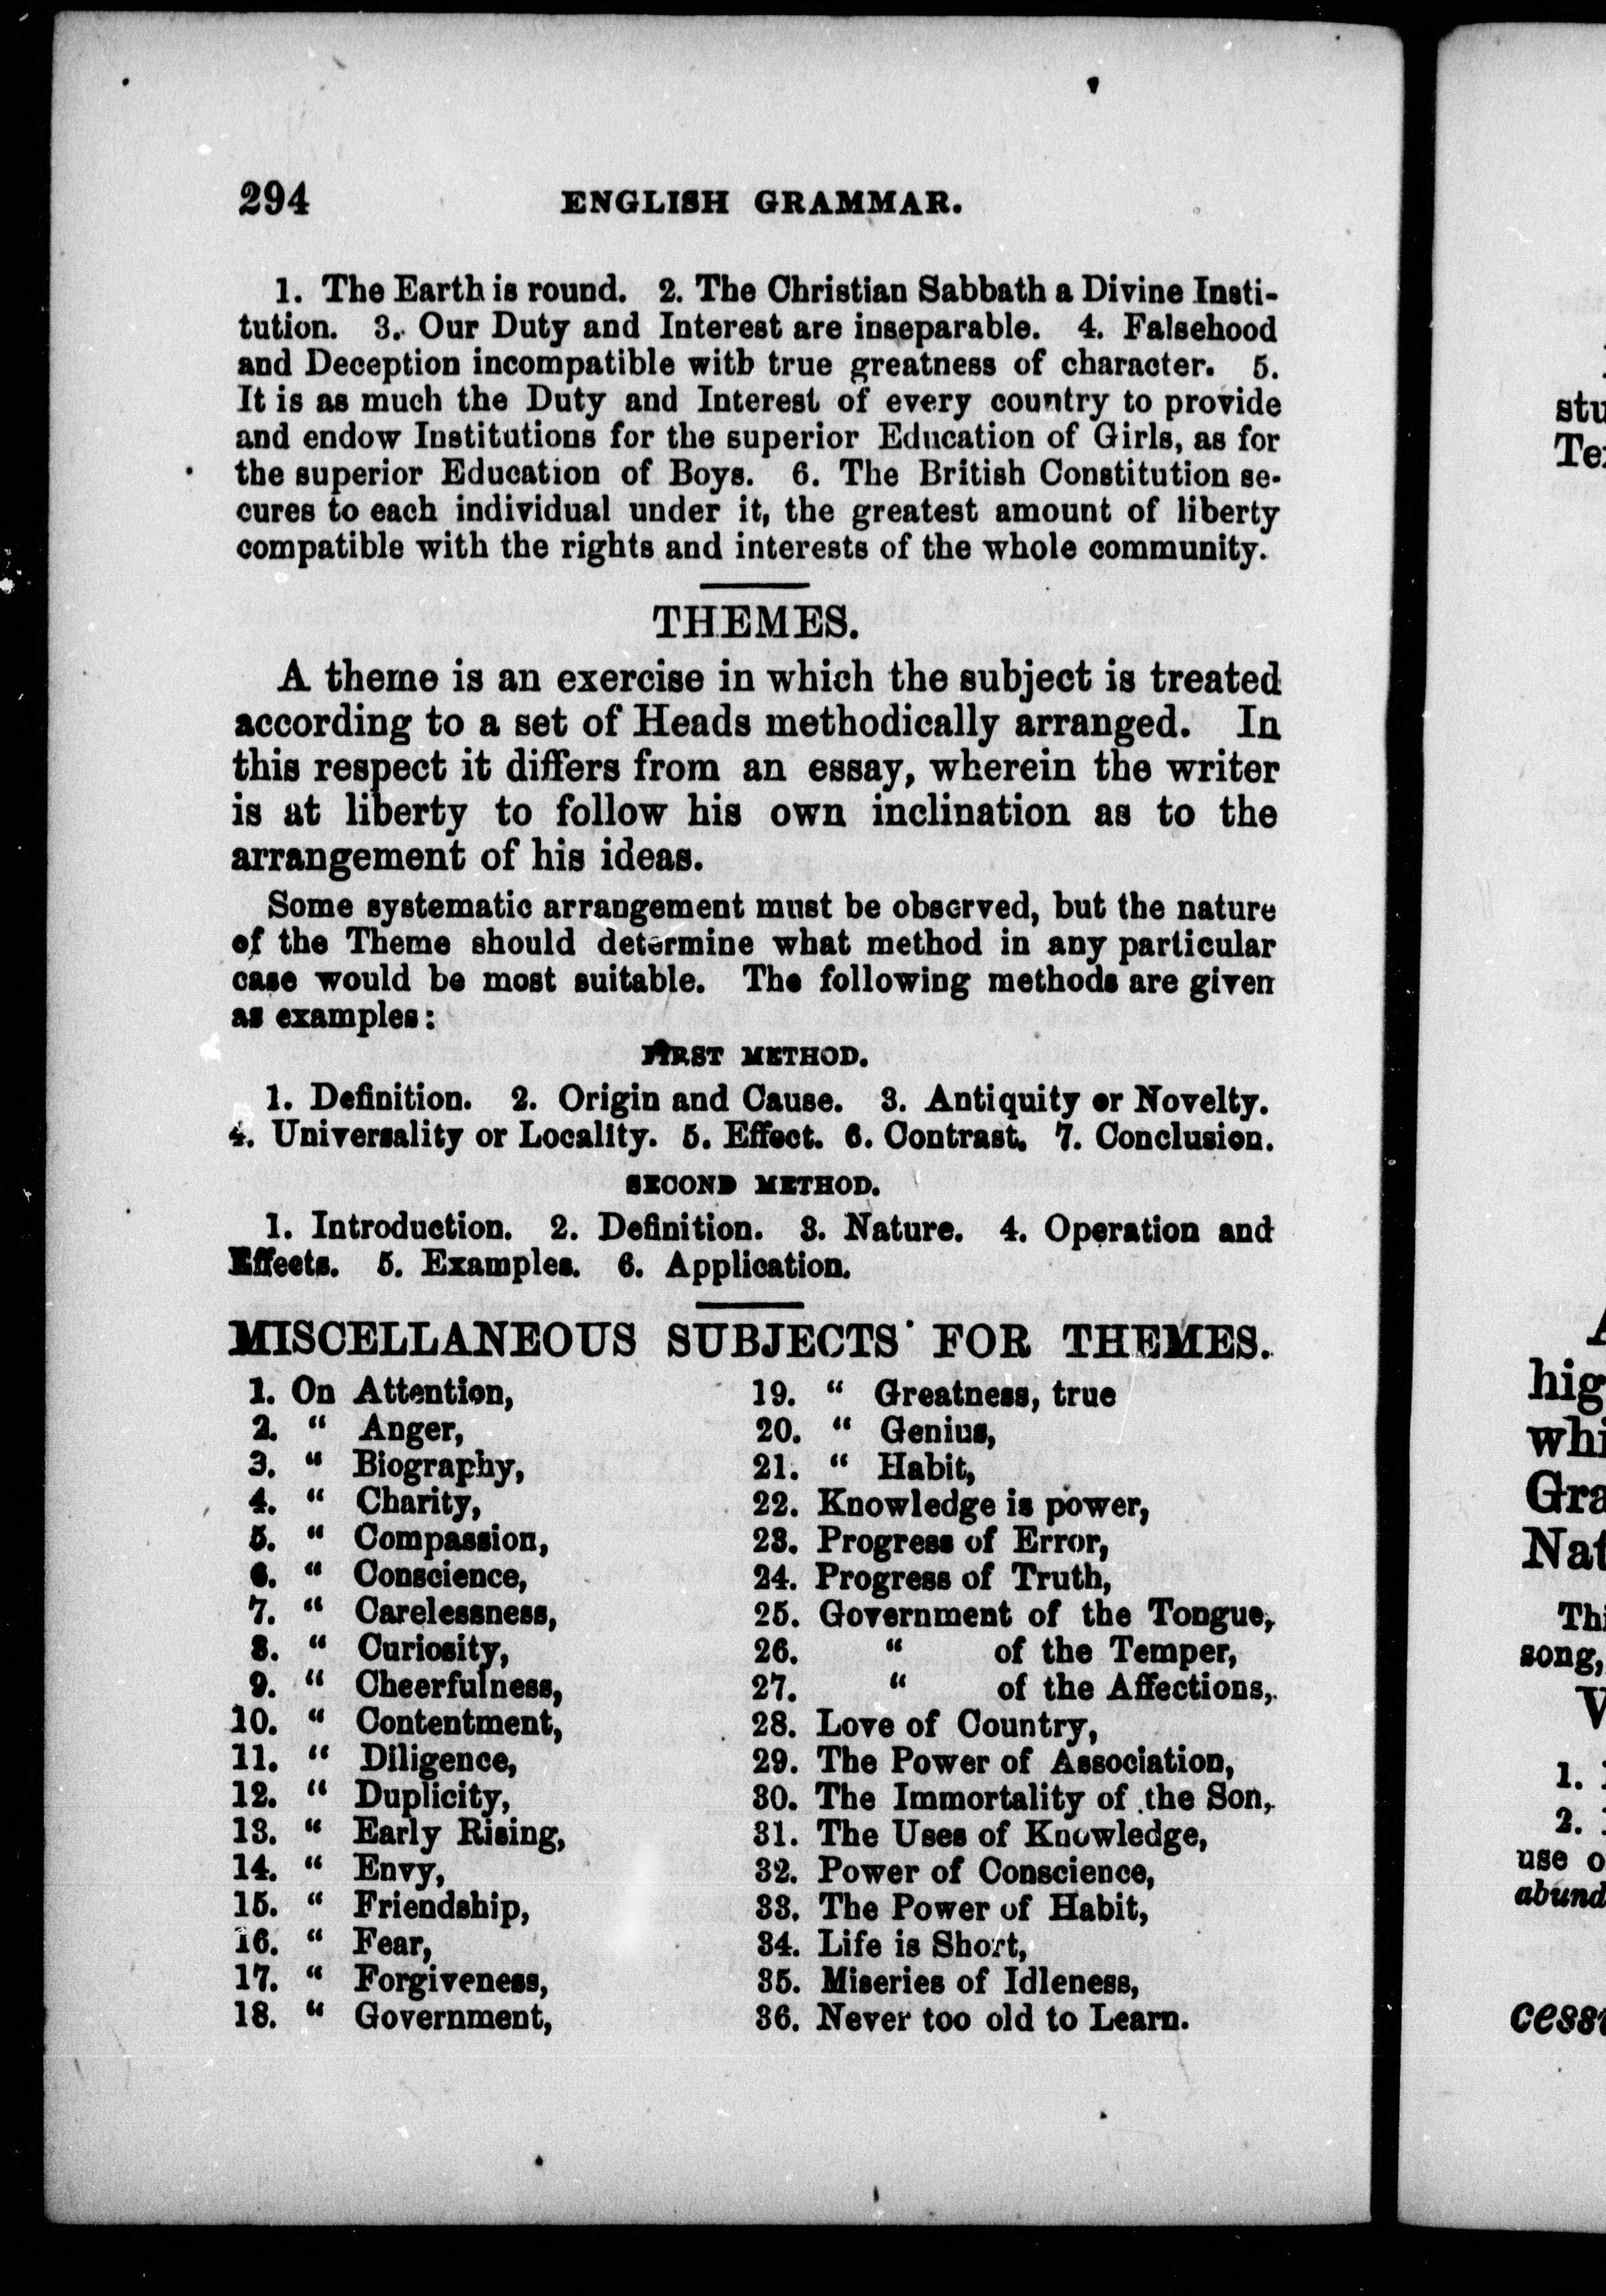 294 ENGLISH GRAMMAR.
1. The Earth is round. 2. The Christian Sabbath a Divine Insti-
tution. 3. Our Duty and Interest are inseparable. 4. Falsehood
and Deception incompatible with true greatness of character. 5.
It is as much the Duty and Interest of every country to provide
and endow Institutions for the superior Education of Girls, as for
the superior Education of Boys. 6. The British Constitution se-
cures to each individual under it, the greatest amount of liberty
compatible with the rights and interests of the whole community.
THEMES.
A theme is an exercise in which the subject is treated
according to a set of Heads methodically arranged. In
this respect it differs from an essay, wherein the writer
is at liberty to follow his own inclination as to the
arrangement of his ideas.
Some systematic arrangement must be observed, but the nature
of the Theme should determine what method in any particular
case would be most suitable. The following methods are given
as examples:
FIRST METHOD.
1. Definition. 2. Origin and Cause. 3. Antiquity or Novelty.
4. Universality or Locality. 5. Effect. 6. Contrast. 7. Conclusion.
SECOND METHOD.
1. Introduction. 2. Definition. 3. Nature. 4. Operation and
Effects. 5. Examples. 6. Application.
MISCELLANEOUS SUBJECTS FOR THEMES.
1. On Attention,
2. " Anger,
3. " Biography,
4. " Charity,
5. " Compassion,
6. " Conscience,
7. " Carelessness,
8. " Curiosity,
9. " Cheerfulness,
10. " Contentment,
11. " Diligence,
12. " Duplicity,
13. " Early Rising,
14. " Envy,
15. " Friendship,
16. " Fear,
17. " Forgiveness,
18. " Government,
19. " Greatness, true
20. " Genius,
21. " Habit,
22. Knowledge is power,
23. Progress of Error,
24. Progress of Truth,
25. Government of the Tongue,
26. " of the Temper,
27. " of the Affections,
28. Love of Country,
29. The Power of Association,
30. The Immortality of the Son,
31. The Uses of Knowledge,
32. Power of Conscience,
33. The Power of Habit,
34. Life is Short,
35. Miseries of Idleness,
36. Never too old to Learn.
stu
hig
whi
Gra
Nat
Thi
song,
1.
2.
use o
abund
cess